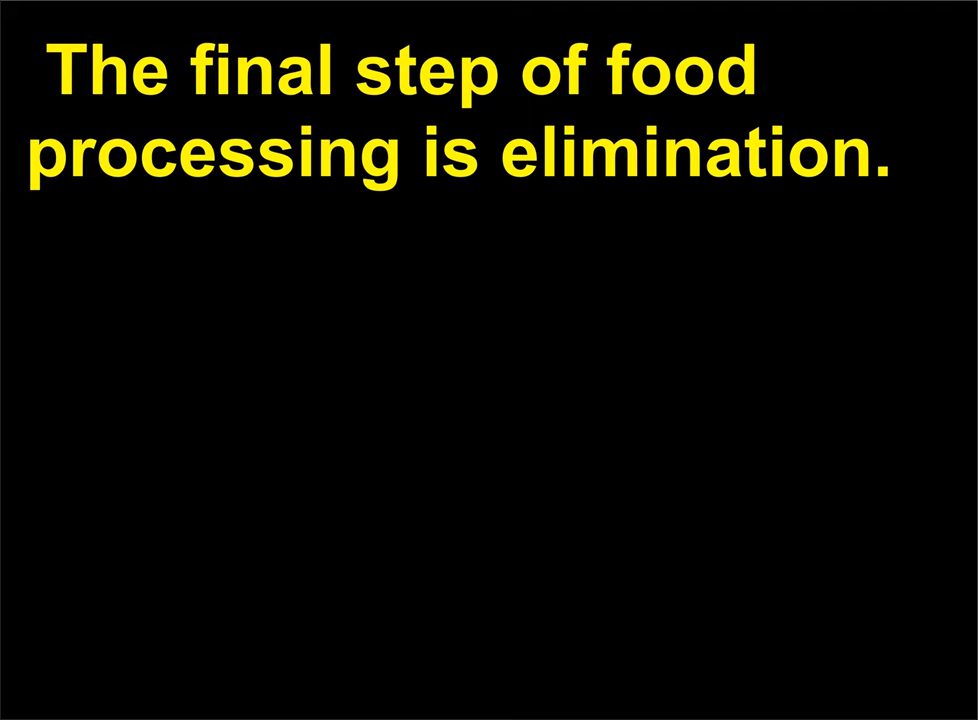 The final step of food
processing is elimination.